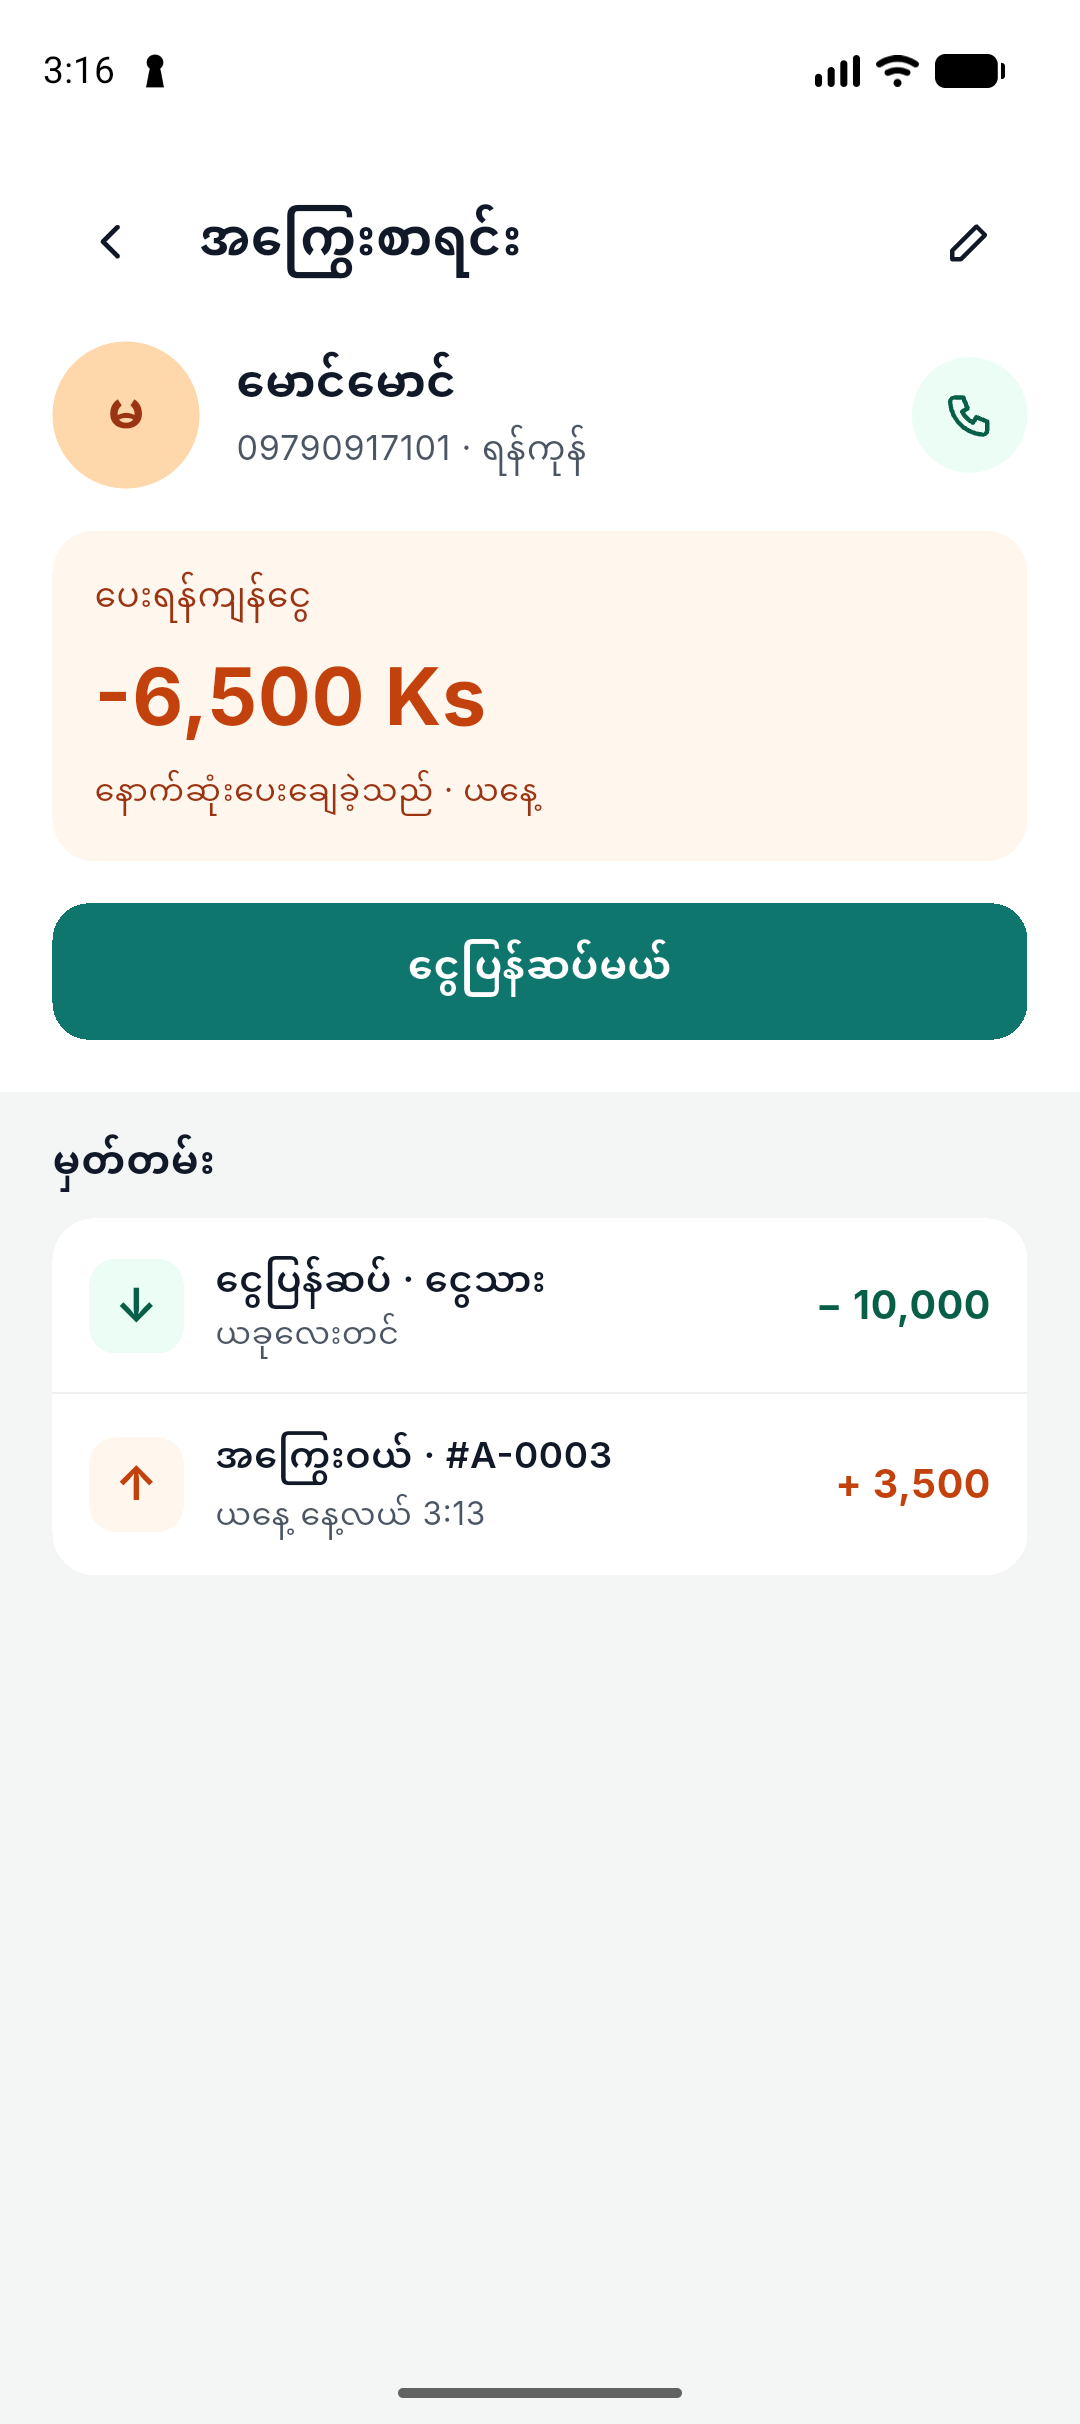 3:16
အကြွေးစာရင်း
မ
မောင်မောင်
09790917101 · ရန်ကုန်
ပေးရန်ကျန်ငွေ
-6,500 Ks
နောက်ဆုံးပေးချေခဲ့သည် · ယနေ့
ငွေပြန်ဆပ်မယ်
မှတ်တမ်း
ငွေပြန်ဆပ် · ငွေသား
– 10,000
ယခုလေးတင်
အကြွေးဝယ် · #A-0003
+ 3,500
ယနေ့ နေ့လယ် 3:13